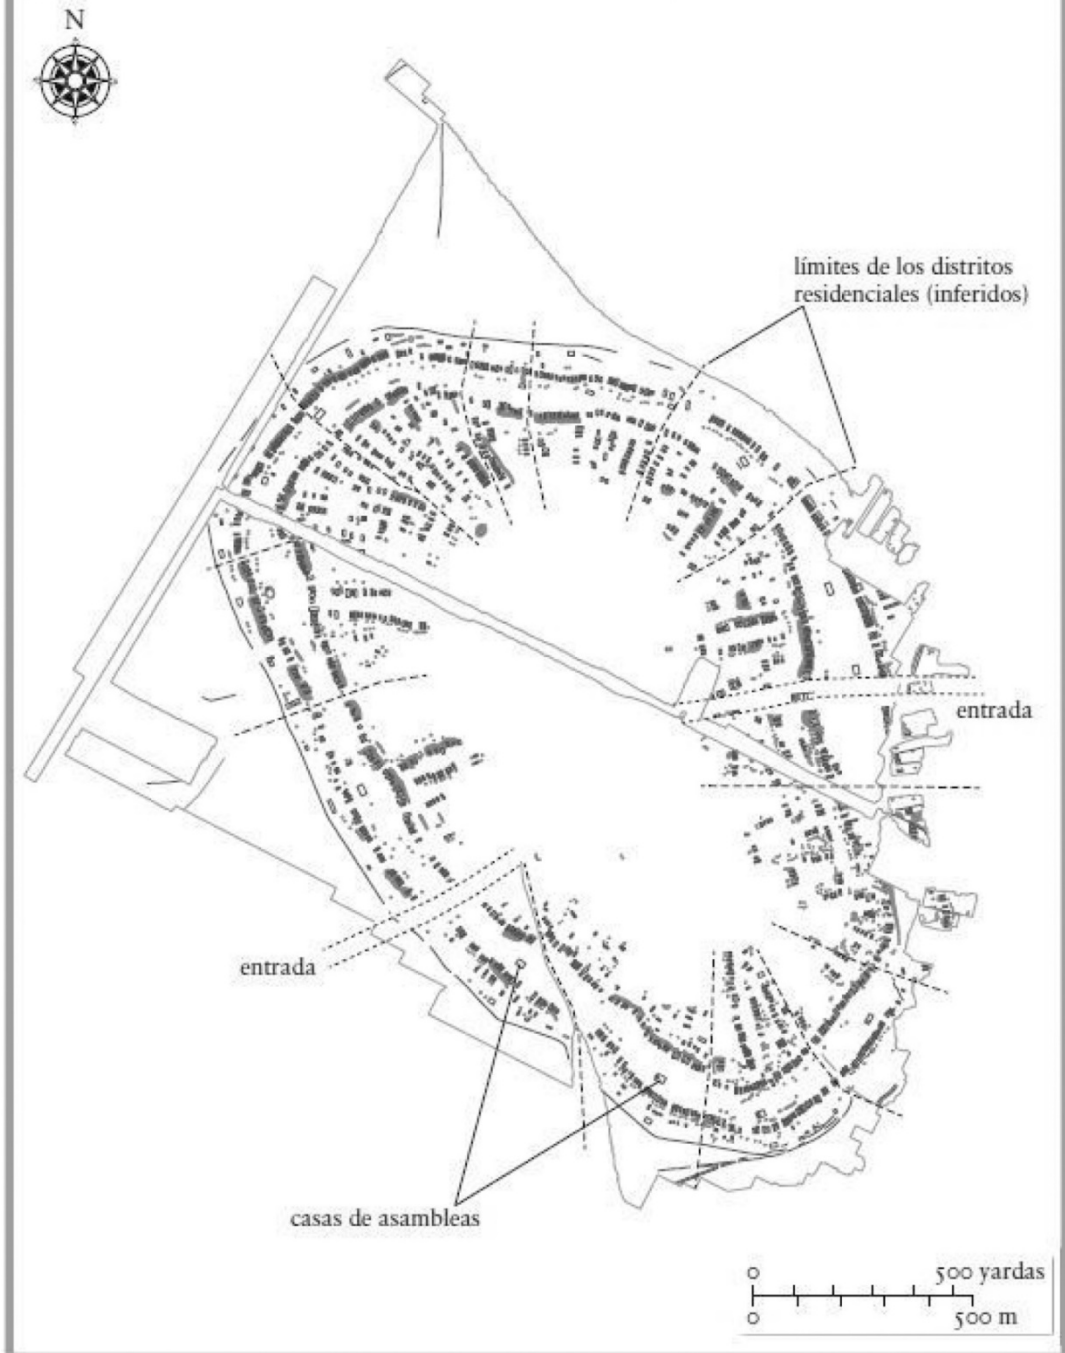 N
límites de los distritos
residenciales (inferidos)
entrada
entrada
casas de asambleas
0 500 yardas
0 500 m